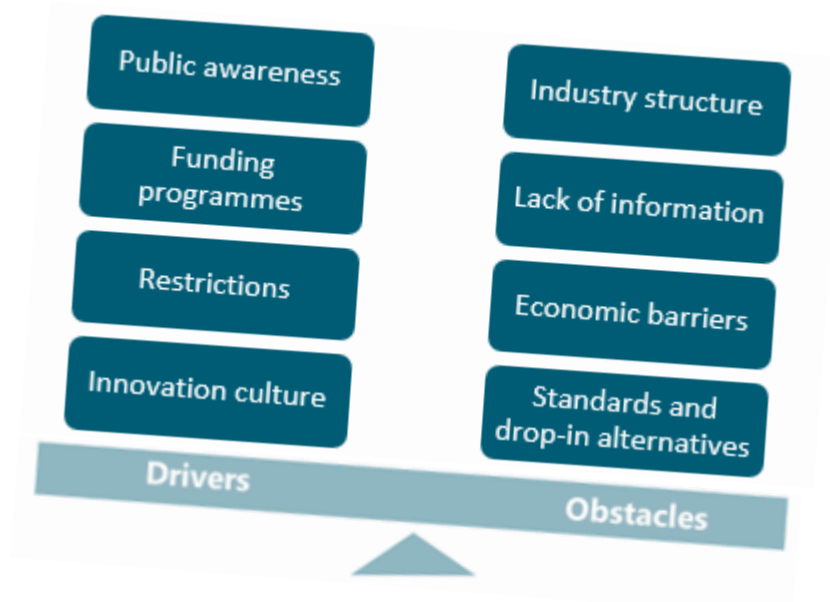 Public awareness
Funding
programmes
Restrictions
Innovation culture
Drivers
Industry structure
Lack of information
Economic barriers
Standards and
drop-in alternatives
Obstacles